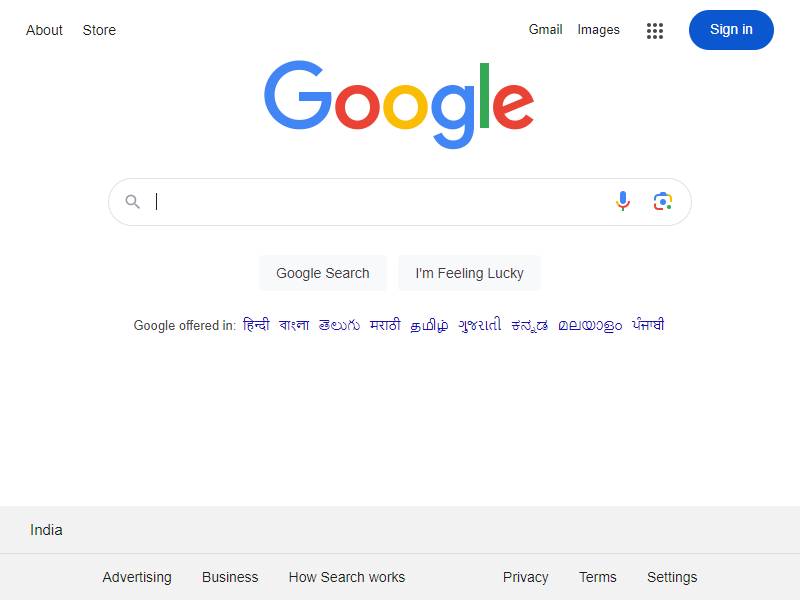 About Store Gmail Images Sign in
Google
Google Search I'm Feeling Lucky
Google offered in: हिन्दी বাংলা తెలుగు मराठी தமிழ் ગુજરાતી ಕನ್ನಡ മലയാളം ਪੰਜਾਬੀ
India
Advertising Business How Search works Privacy Terms Settings